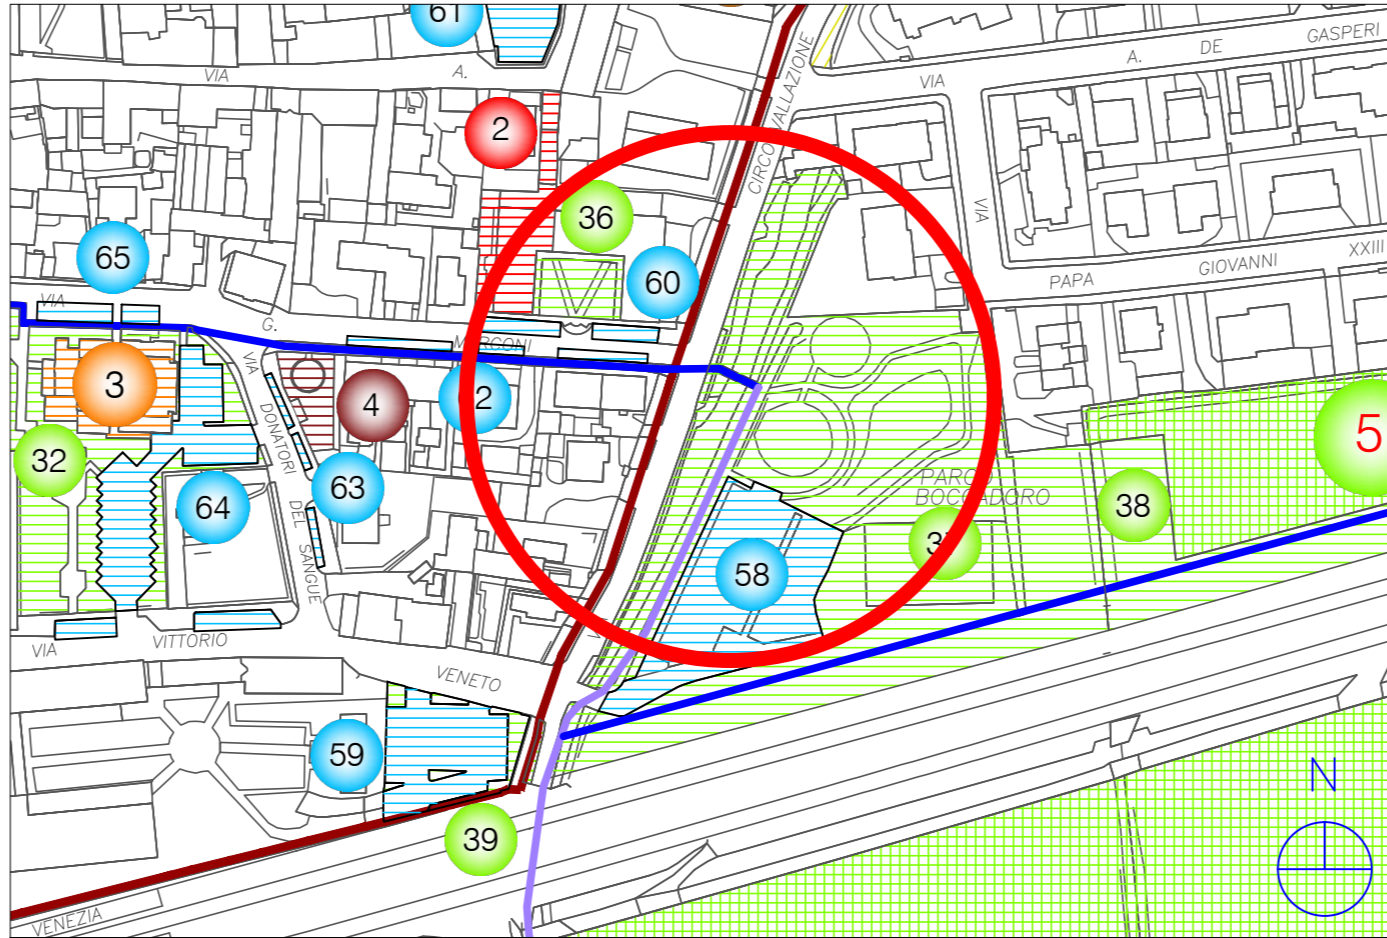 61
VIA
A.
VIA
A.
DE
GASPERI
CIRCONVALLAZIONE
2
36
60
65
VIA
G.
MARCONI
VIA
PAPA
GIOVANNI
XXIII
3
VIA
DONATORI
DEL
SANGUE
4
2
5
32
64
63
PARCO
BOCCADORO
38
37
58
VIA
VITTORIO
VENETO
59
39
N
VENEZIA